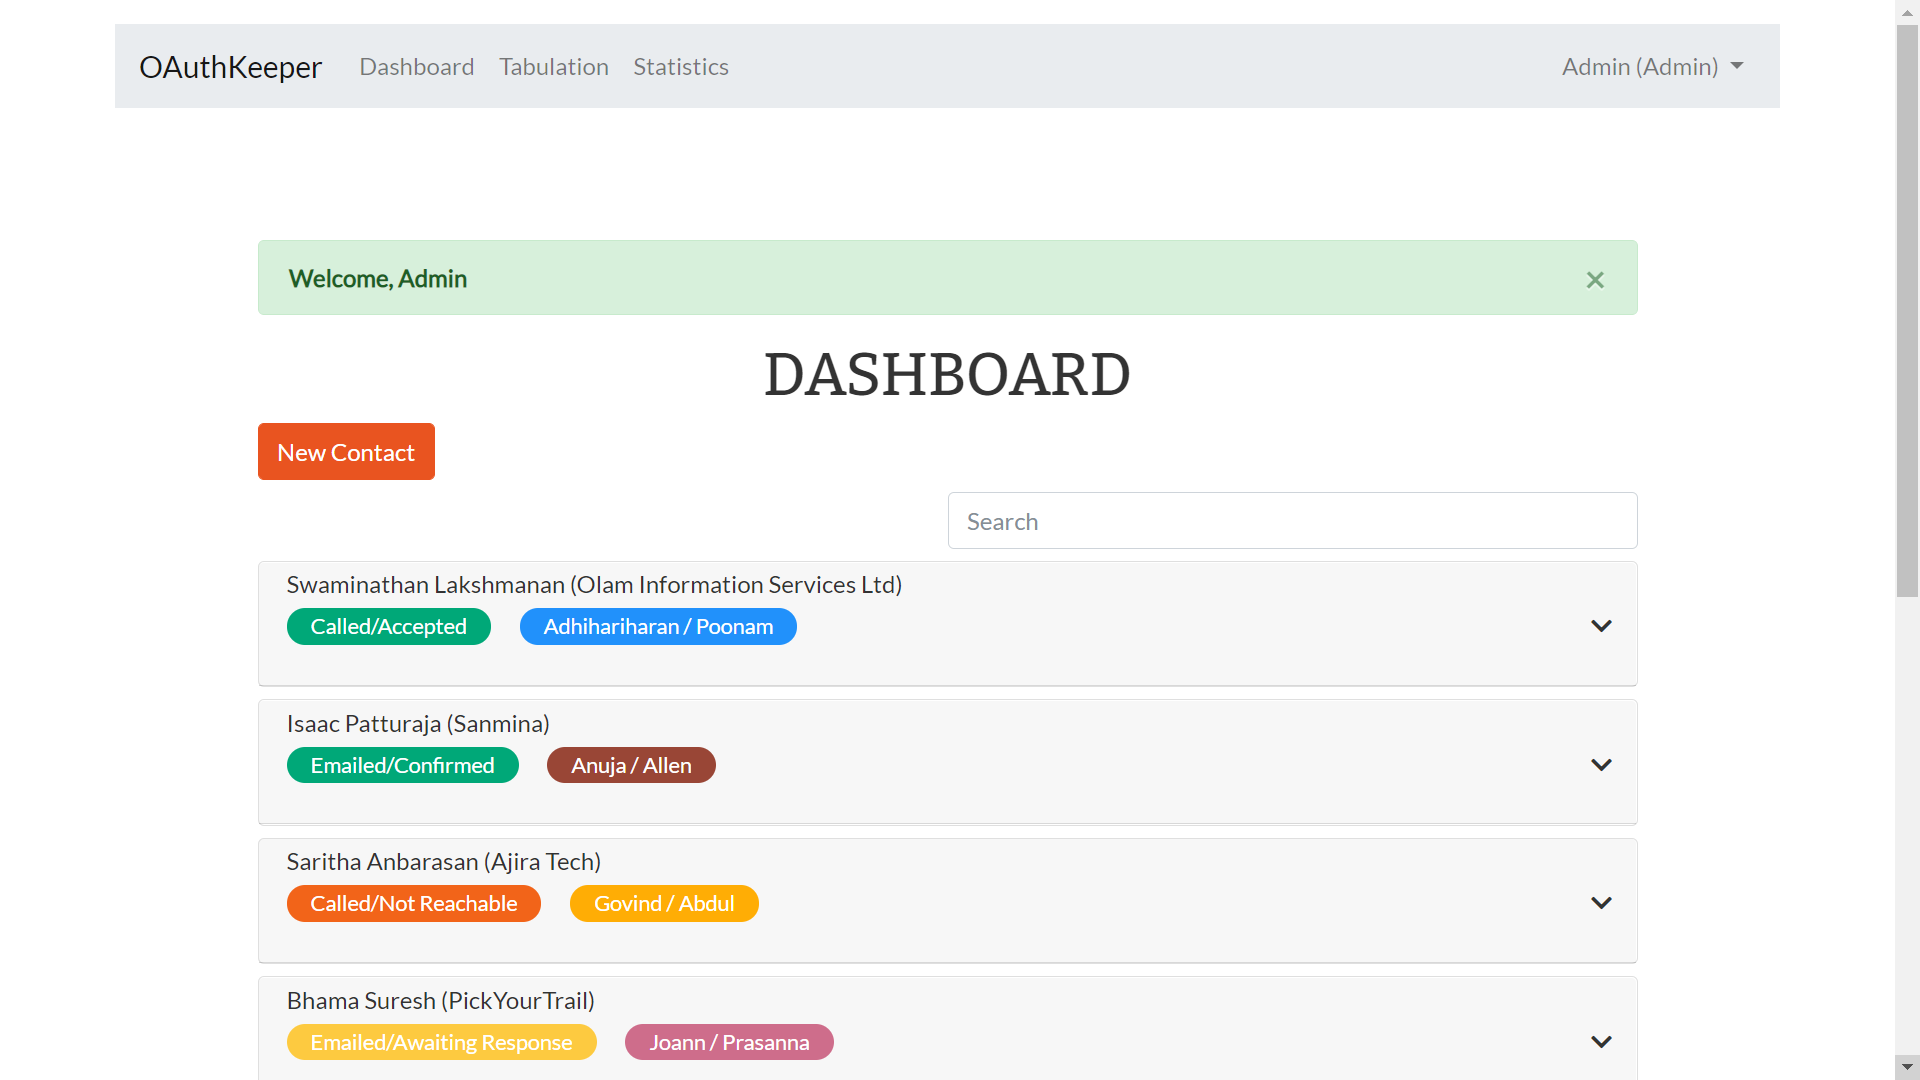 OAuthKeeper Dashboard Tabulation Statistics Admin (Admin)
Welcome, Admin ×
DASHBOARD
New Contact
Search
Swaminathan Lakshmanan (Olam Information Services Ltd)
Called/Accepted Adhihariharan / Poonam
Isaac Patturaja (Sanmina)
Emailed/Confirmed Anuja / Allen
Saritha Anbarasan (Ajira Tech)
Called/Not Reachable Govind / Abdul
Bhama Suresh (PickYourTrail)
Emailed/Awaiting Response Joann / Prasanna